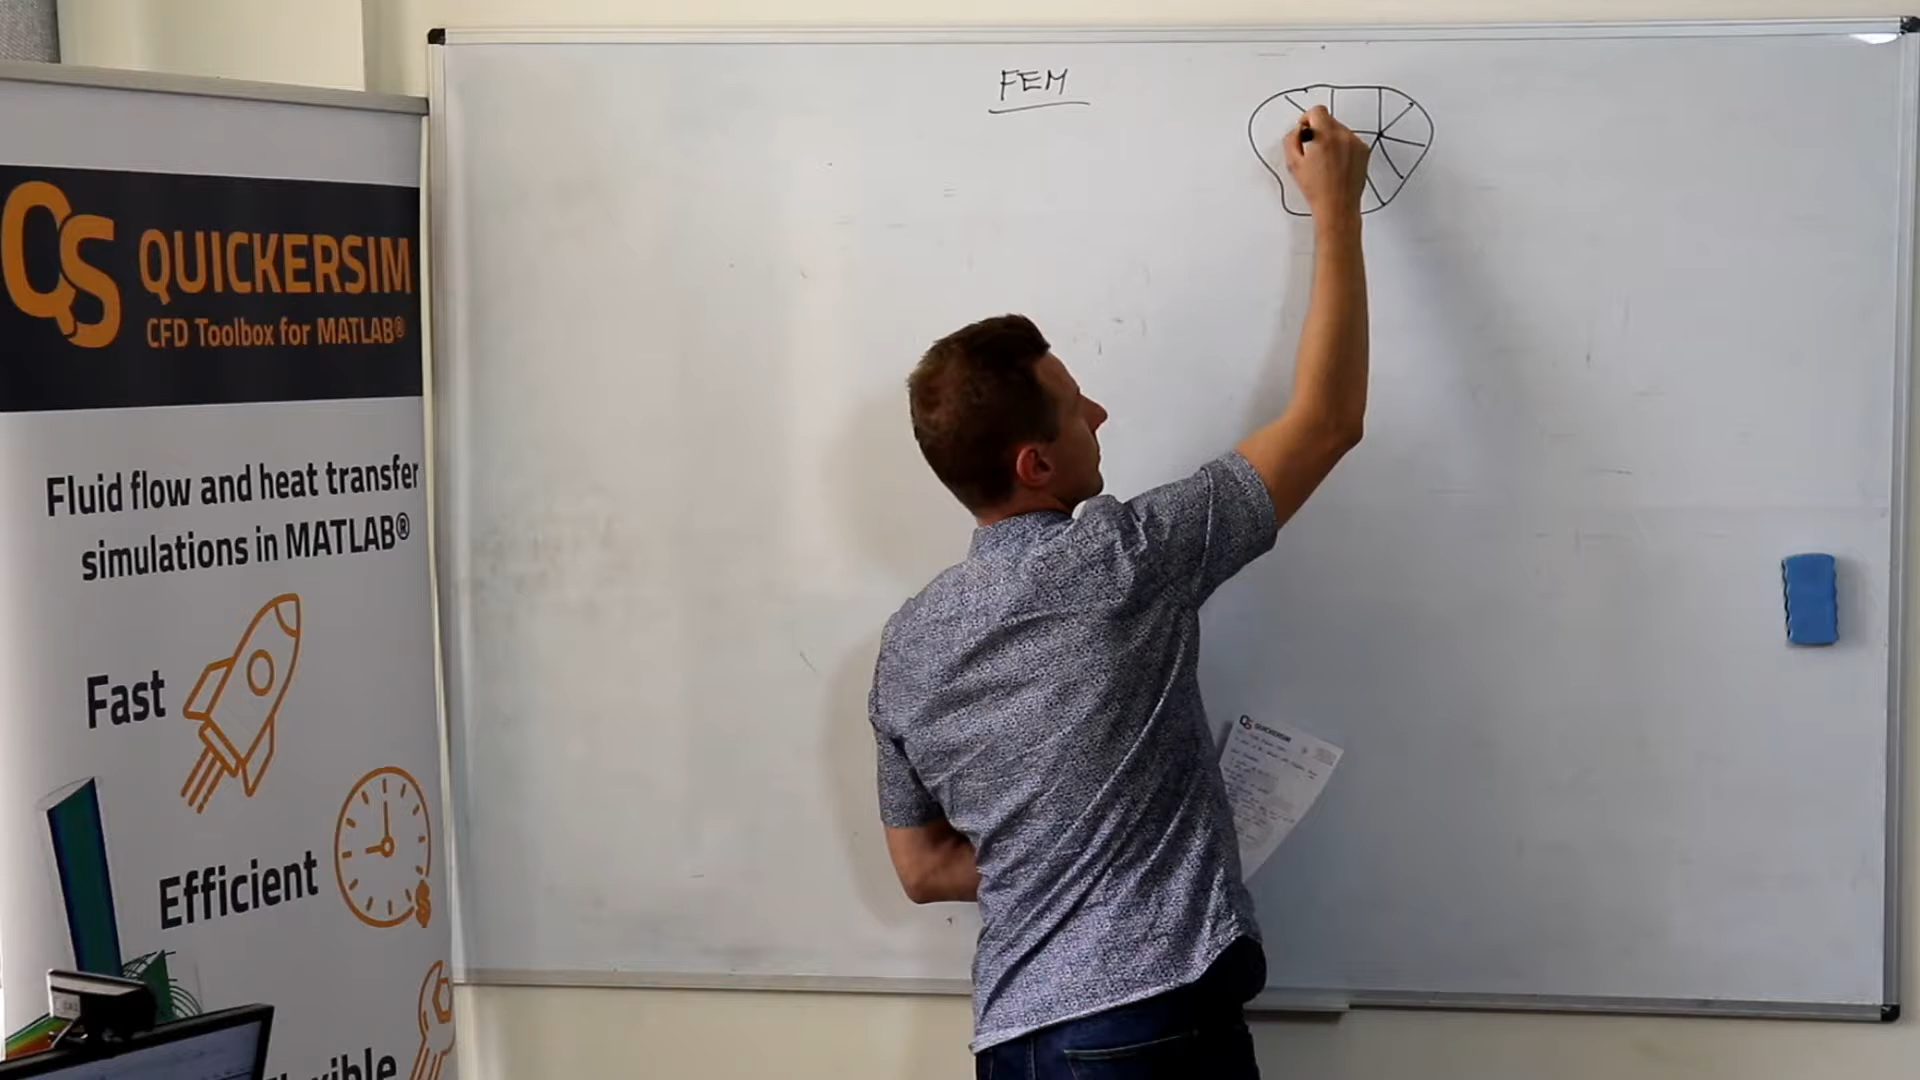 FEM
QS
QUICKERSIM
CFD Toolbox for MATLAB®
Fluid flow and heat transfer
simulations in MATLAB®
Fast
Efficient
$
QS QUICKERSIM